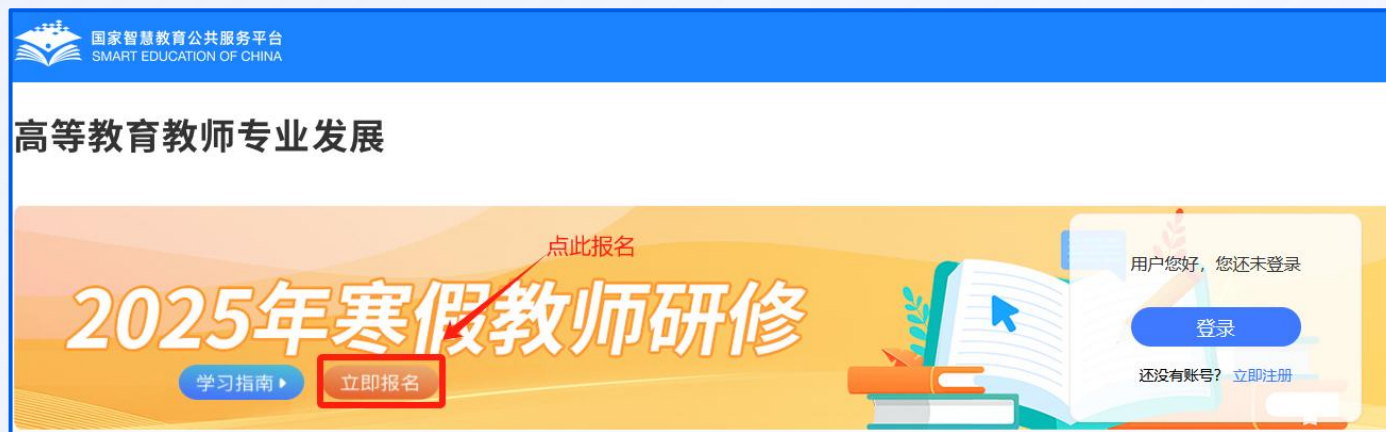 国家智慧教育公共服务平台
SMART EDUCATION OF CHINA
高等教育教师专业发展
点此报名
2025年寒假教师研修
学习指南
立即报名
用户您好，您还未登录
登录
还没有账号？ 立即注册